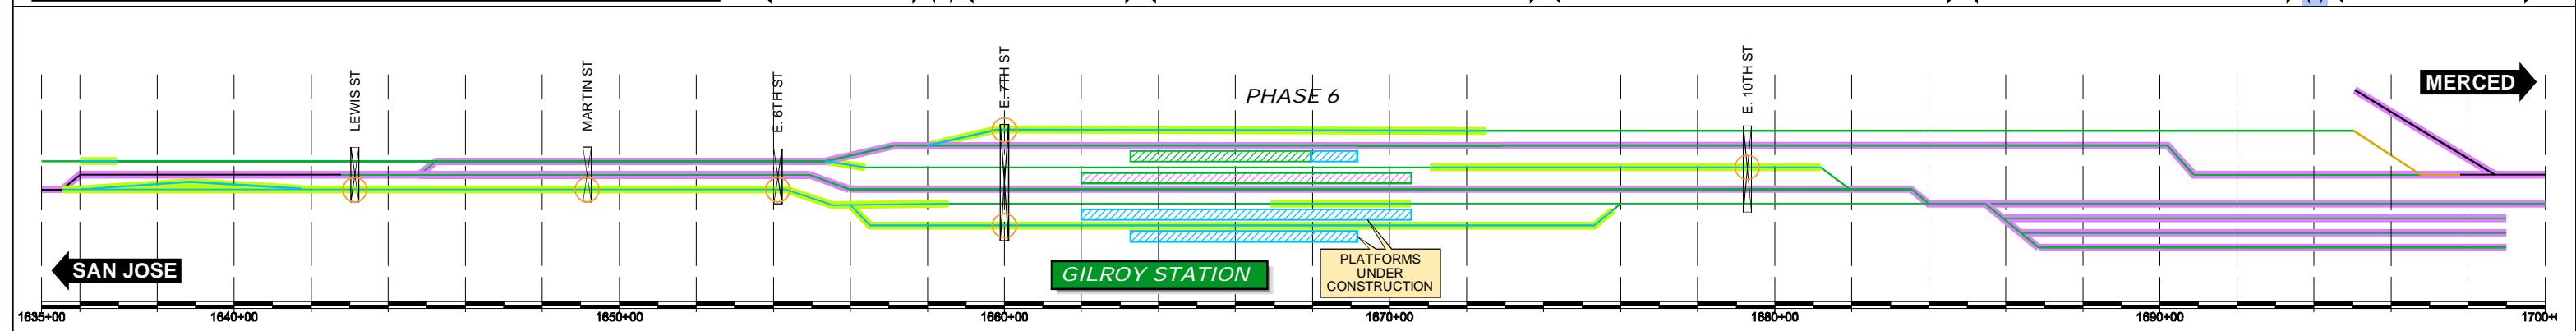 LEWIS ST
MARTIN ST
E. 6TH ST
E. 7TH ST
PHASE 6
E. 10TH ST
MERCED
SAN JOSE
GILROY STATION
PLATFORMS
UNDER
CONSTRUCTION
1635+00
1640+00
1650+00
1660+00
1670+00
1680+00
1690+00